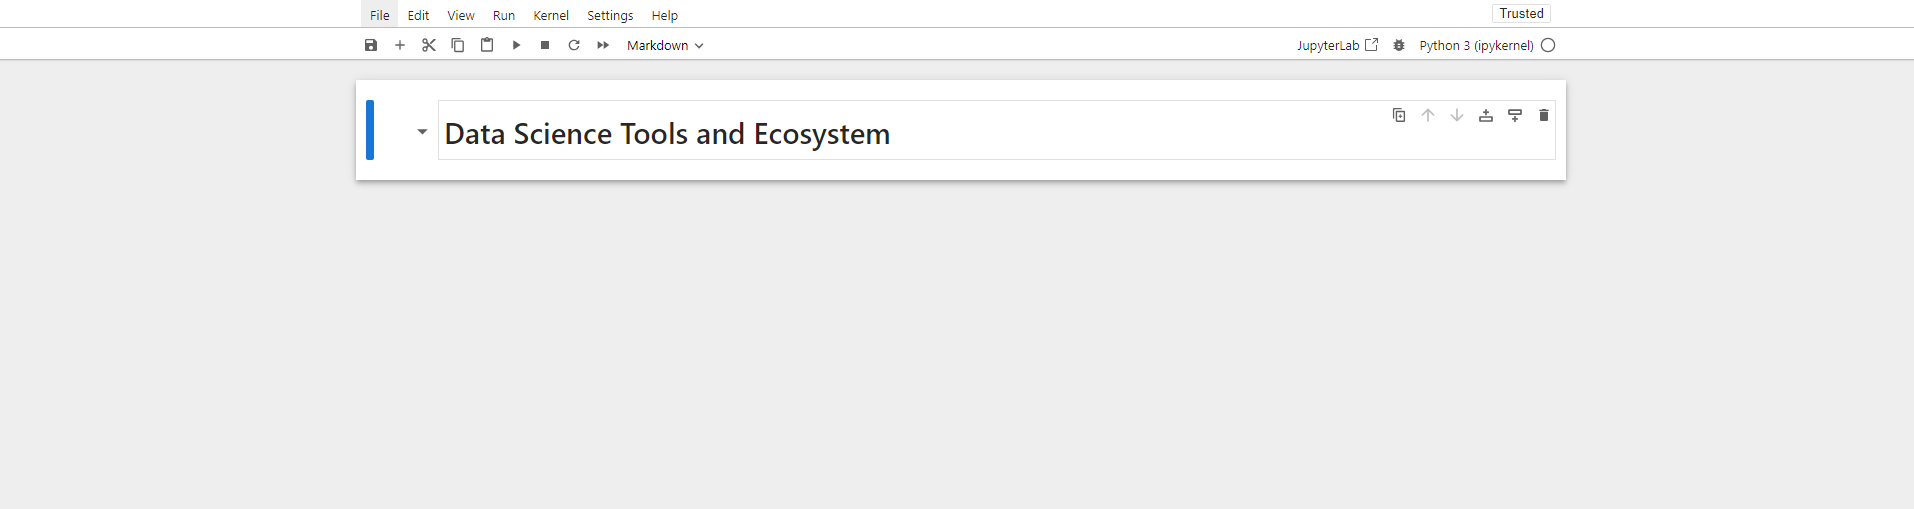 File Edit View Run Kernel Settings Help Trusted
Markdown JupyterLab Python 3 (ipykernel)
Data Science Tools and Ecosystem